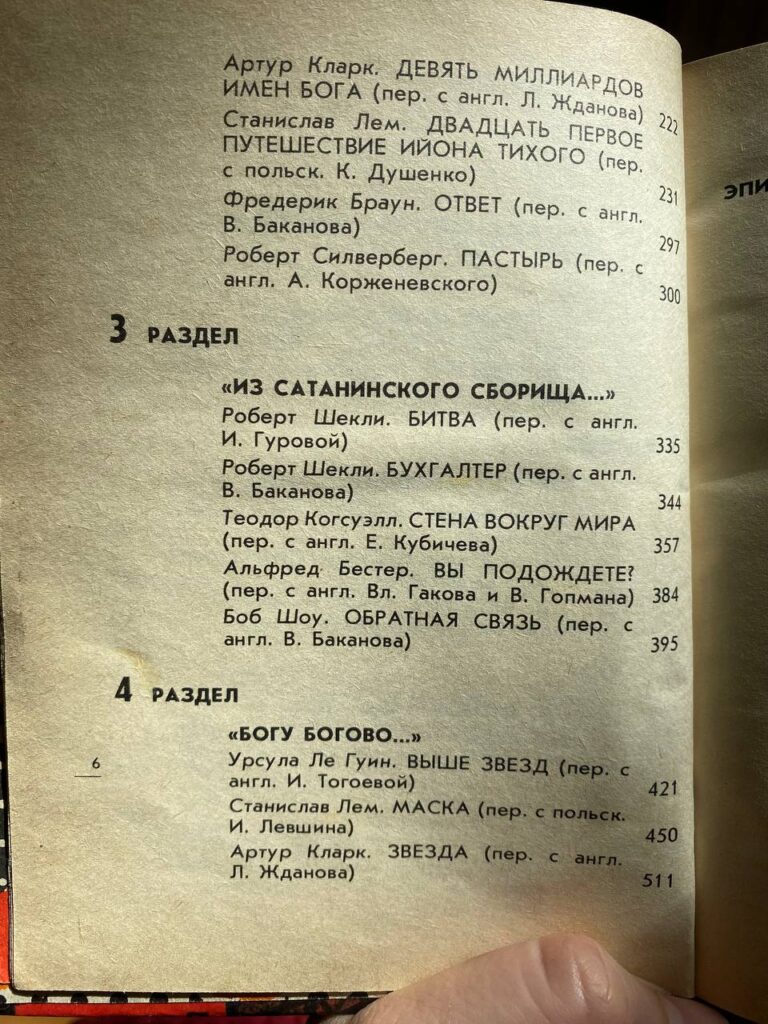 Артур Кларк. ДЕВЯТЬ МИЛЛИАРДОВ
ИМЕН БОГА (пер. с англ. Л. Жданова) 222
Станислав Лем. ДВАДЦАТЬ ПЕРВОЕ
ПУТЕШЕСТВИЕ ИЙОНА ТИХОГО (пер.
с польск. К. Душенко) 231
Фредерик Браун. ОТВЕТ (пер. с англ.
В. Баканова) 297
Роберт Силверберг. ПАСТЫРЬ (пер. с
англ. А. Корженевского) 300
3 РАЗДЕЛ
«ИЗ САТАНИНСКОГО СБОРИЩА...»
Роберт Шекли. БИТВА (пер. с англ.
И. Гуровой) 335
Роберт Шекли. БУХГАЛТЕР (пер. с англ.
В. Баканова) 344
Теодор Когсуэлл. СТЕНА ВОКРУГ МИРА
(пер. с англ. Е. Кубичева) 357
Альфред Бестер. ВЫ ПОДОЖДЕТЕ?
(пер. с англ. Вл. Гакова и В. Гопмана) 384
Боб Шоу. ОБРАТНАЯ СВЯЗЬ (пер. с
англ. В. Баканова) 395
4 РАЗДЕЛ
«БОГУ БОГОВО...»
Урсула Ле Гуин. ВЫШЕ ЗВЕЗД (пер. с
англ. И. Тогоевой) 421
Станислав Лем. МАСКА (пер. с польск.
И. Левшина) 450
Артур Кларк. ЗВЕЗДА (пер. с англ.
Л. Жданова) 511
6
ЭПИ